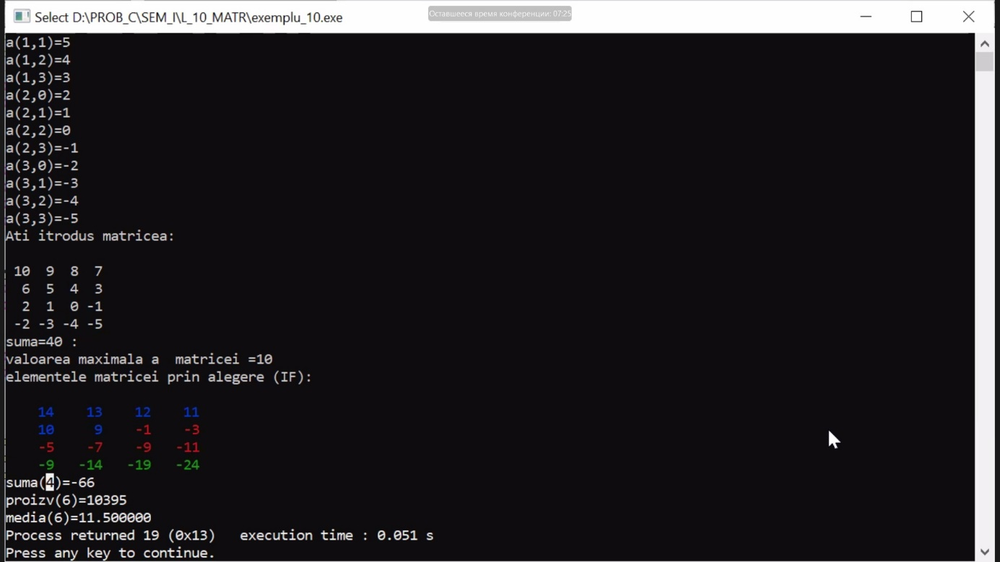 Select D:\PROB_C\SEM_I\L_10_MATR\exemplu_10.exe
Оставшееся время конференции: 07:25
a(1,1)=5
a(1,2)=4
a(1,3)=3
a(2,0)=2
a(2,1)=1
a(2,2)=0
a(2,3)=-1
a(3,0)=-2
a(3,1)=-3
a(3,2)=-4
a(3,3)=-5
Ati itrodus matricea:
10 9 8 7
6 5 4 3
2 1 0 -1
-2 -3 -4 -5
suma=40 :
valoarea maximala a  matricei =10
elementele matricei prin alegere (IF):
14 13 12 11
10 9 -1 -3
-5 -7 -9 -11
-9 -14 -19 -24
suma(4)=-66
proizv(6)=10395
media(6)=11.500000
Process returned 19 (0x13)   execution time : 0.051 s
Press any key to continue.